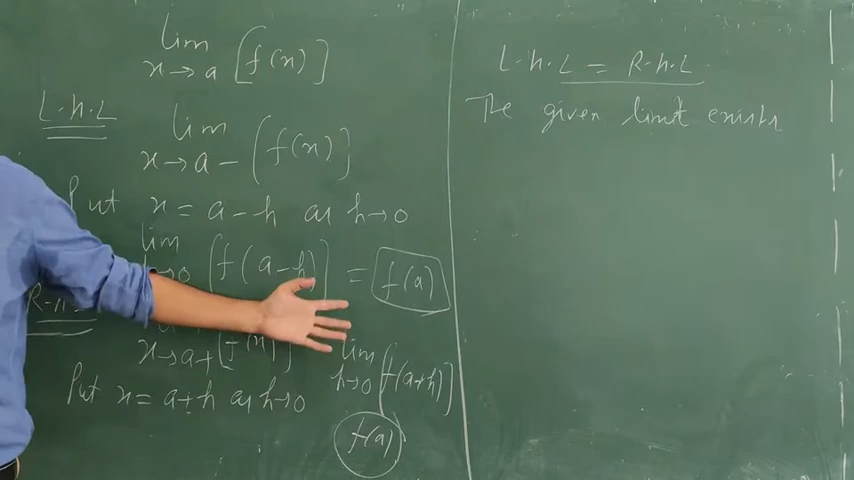 lim
x→a [f(x)]
L.h.L
lim
x→a- [f(x)]
Put x = a-h as h→0
lim
h→0 [f(a-h)] = f(a)
x→a+ [f(x)]
Put x = a+h as h→0
lim
h→0 [f(a+h)]
f(a)
L.h.L = R.h.L
The given limit exists